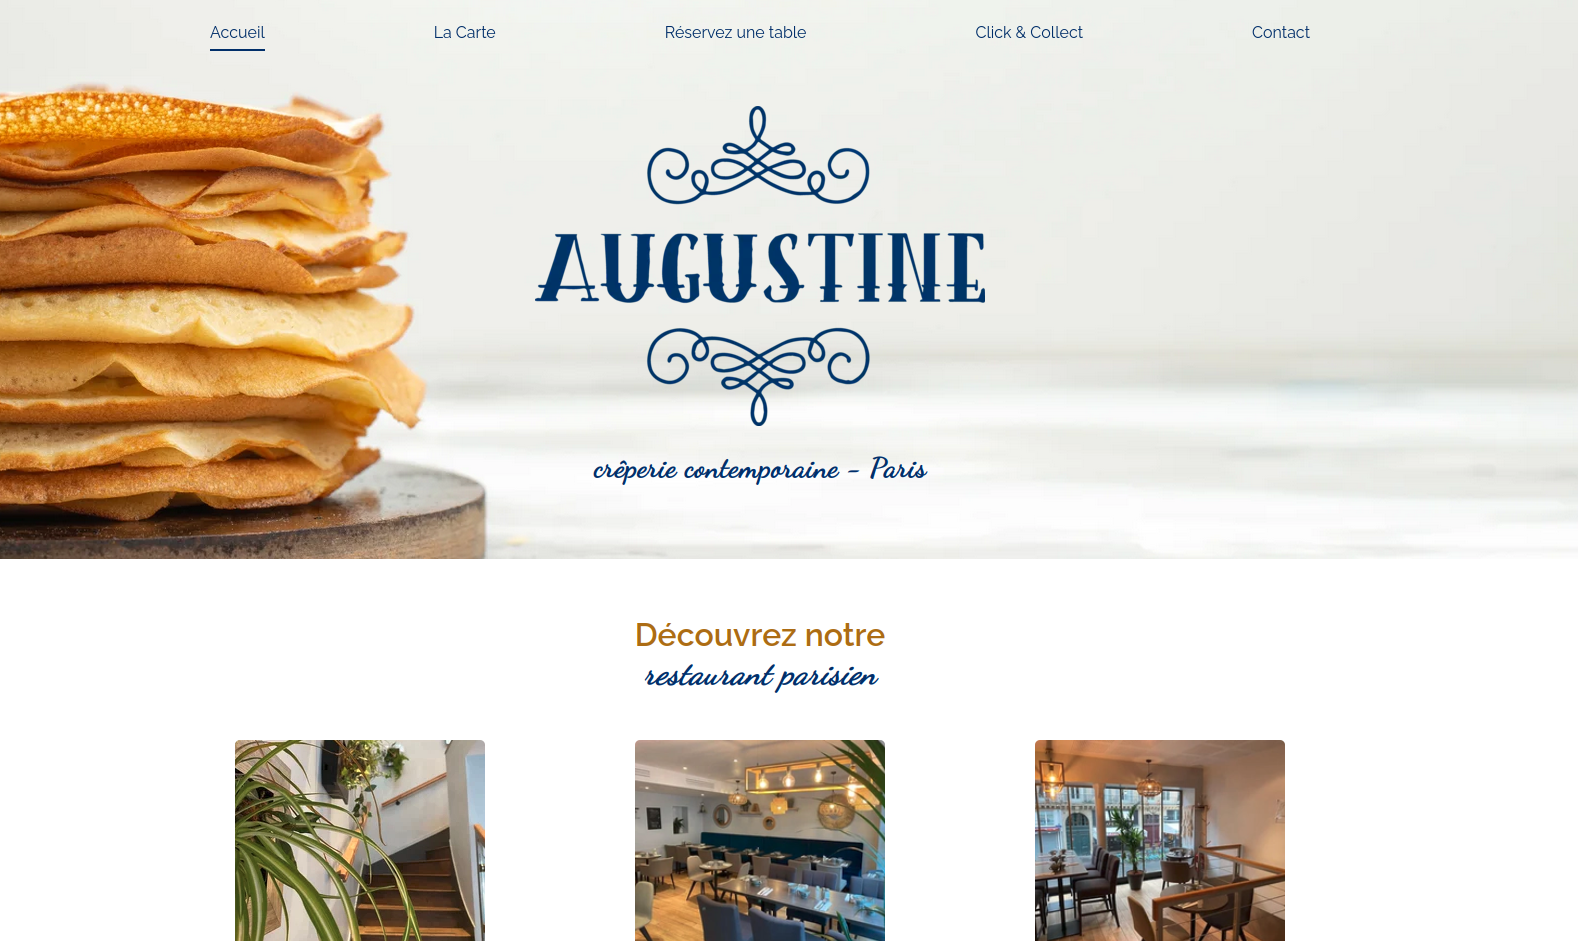 Accueil La Carte Réservez une table Click & Collect Contact
AUGUSTINE
crêperie contemporaine - Paris
Découvrez notre
restaurant parisien